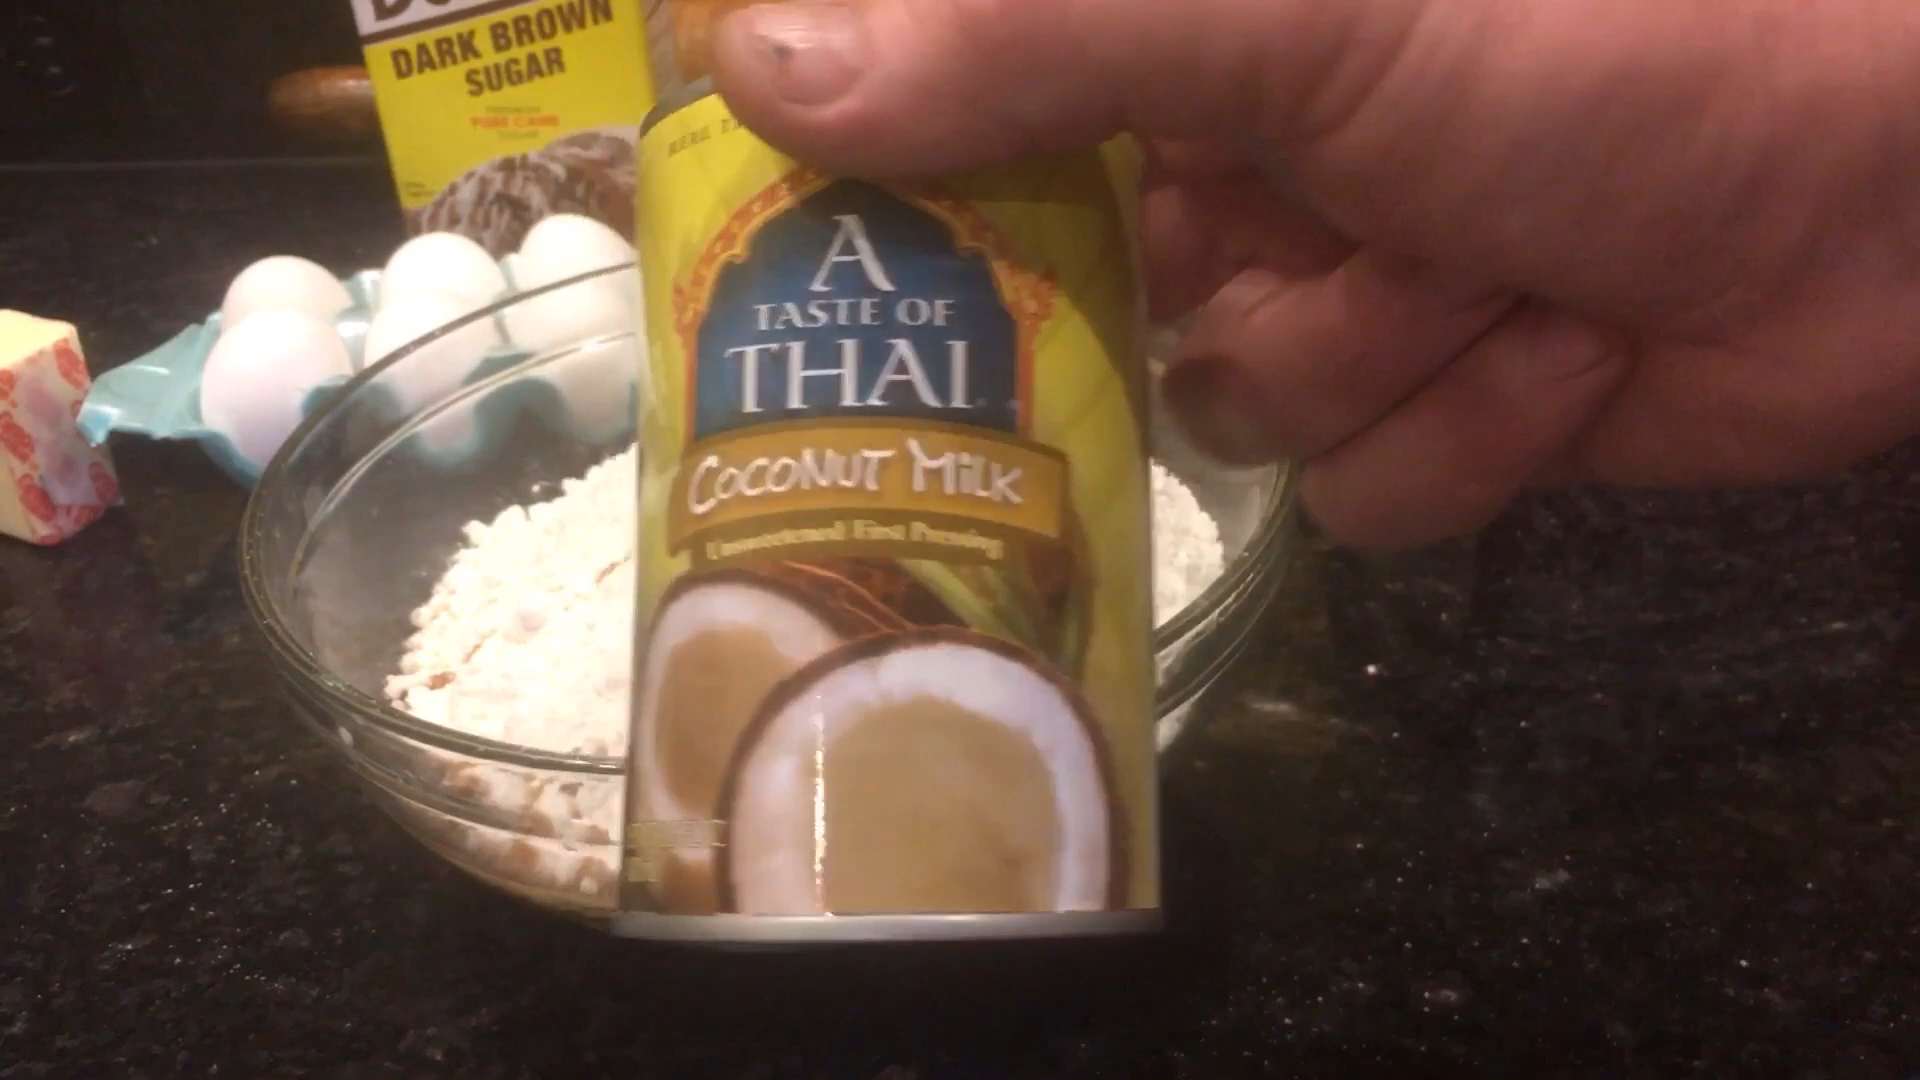 DARK BROWN
SUGAR
PURE CANE
A
TASTE OF
THAI
COCONUT MILK
Unsweetened First Pressing